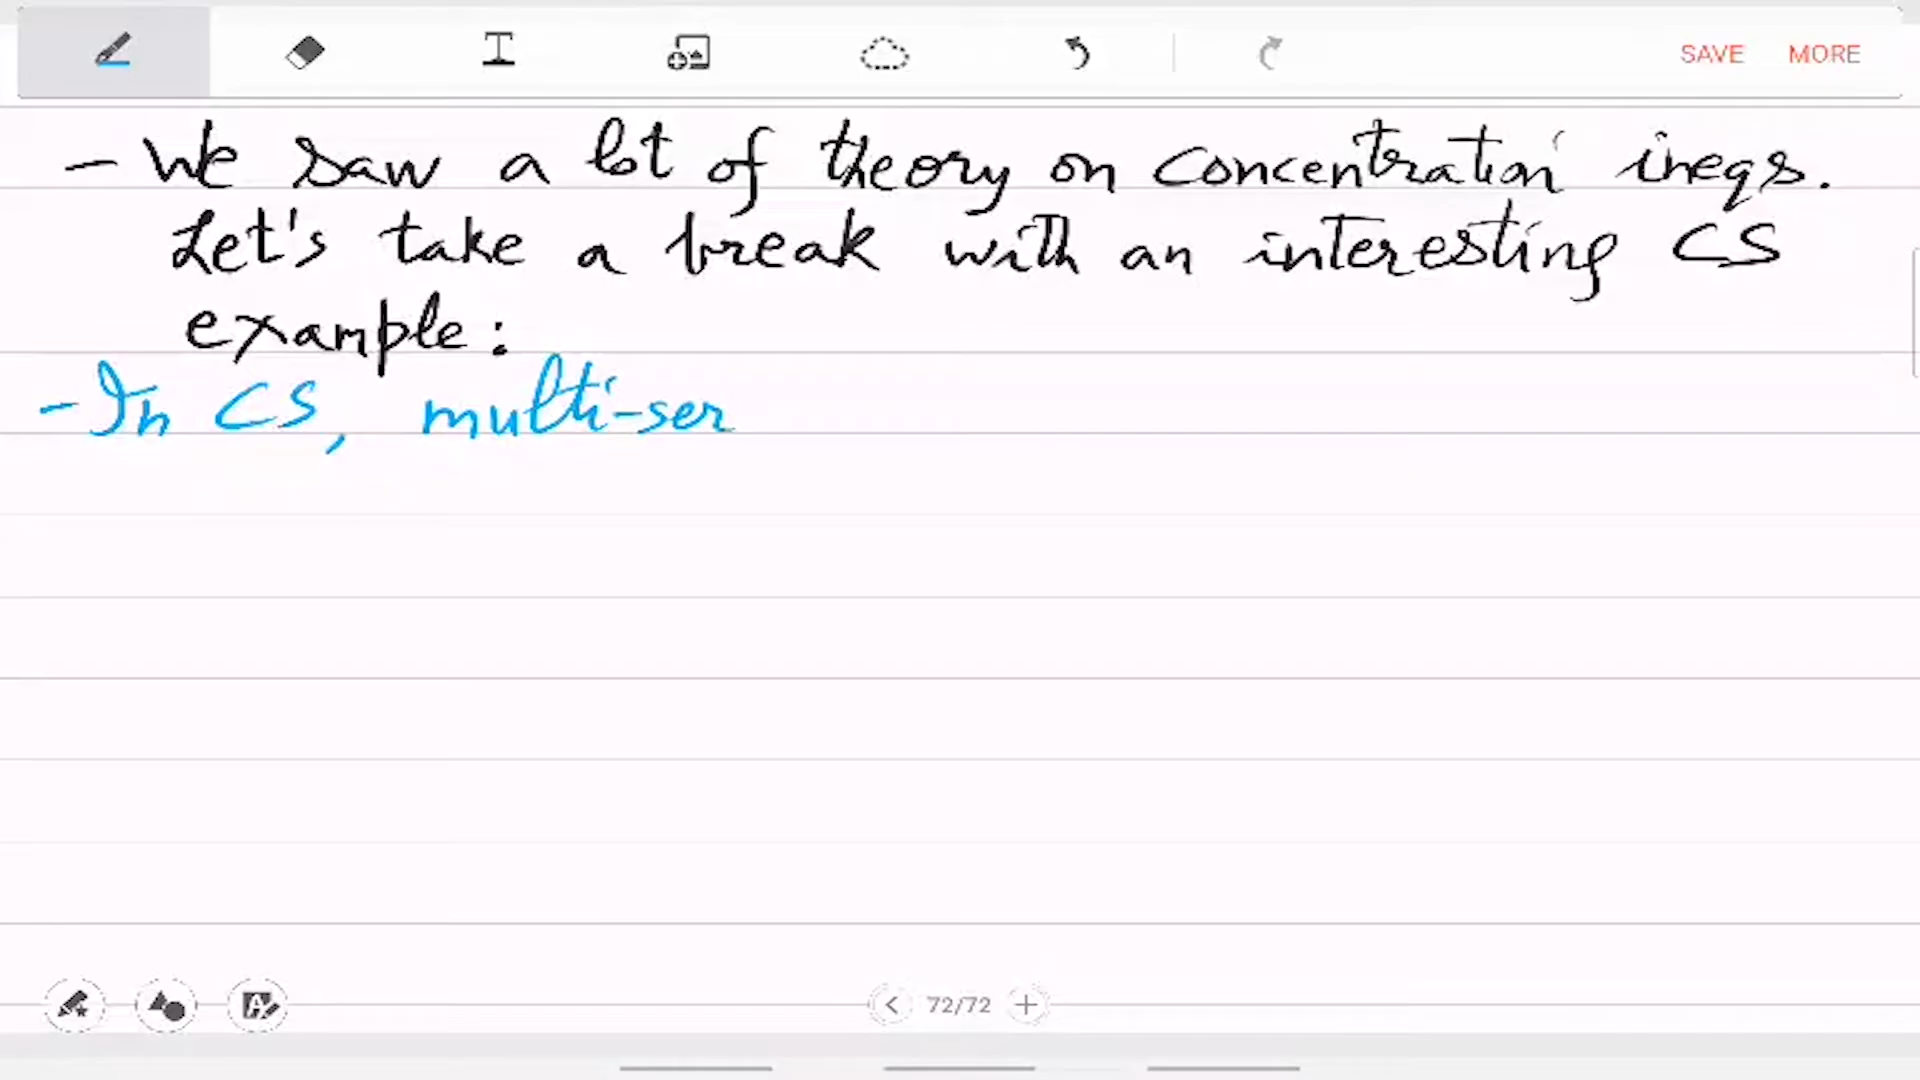 SAVE MORE
- We saw a lot of theory on concentration ineqs.
Let's take a break with an interesting CS
example:
- In CS, multi-ser
72/72